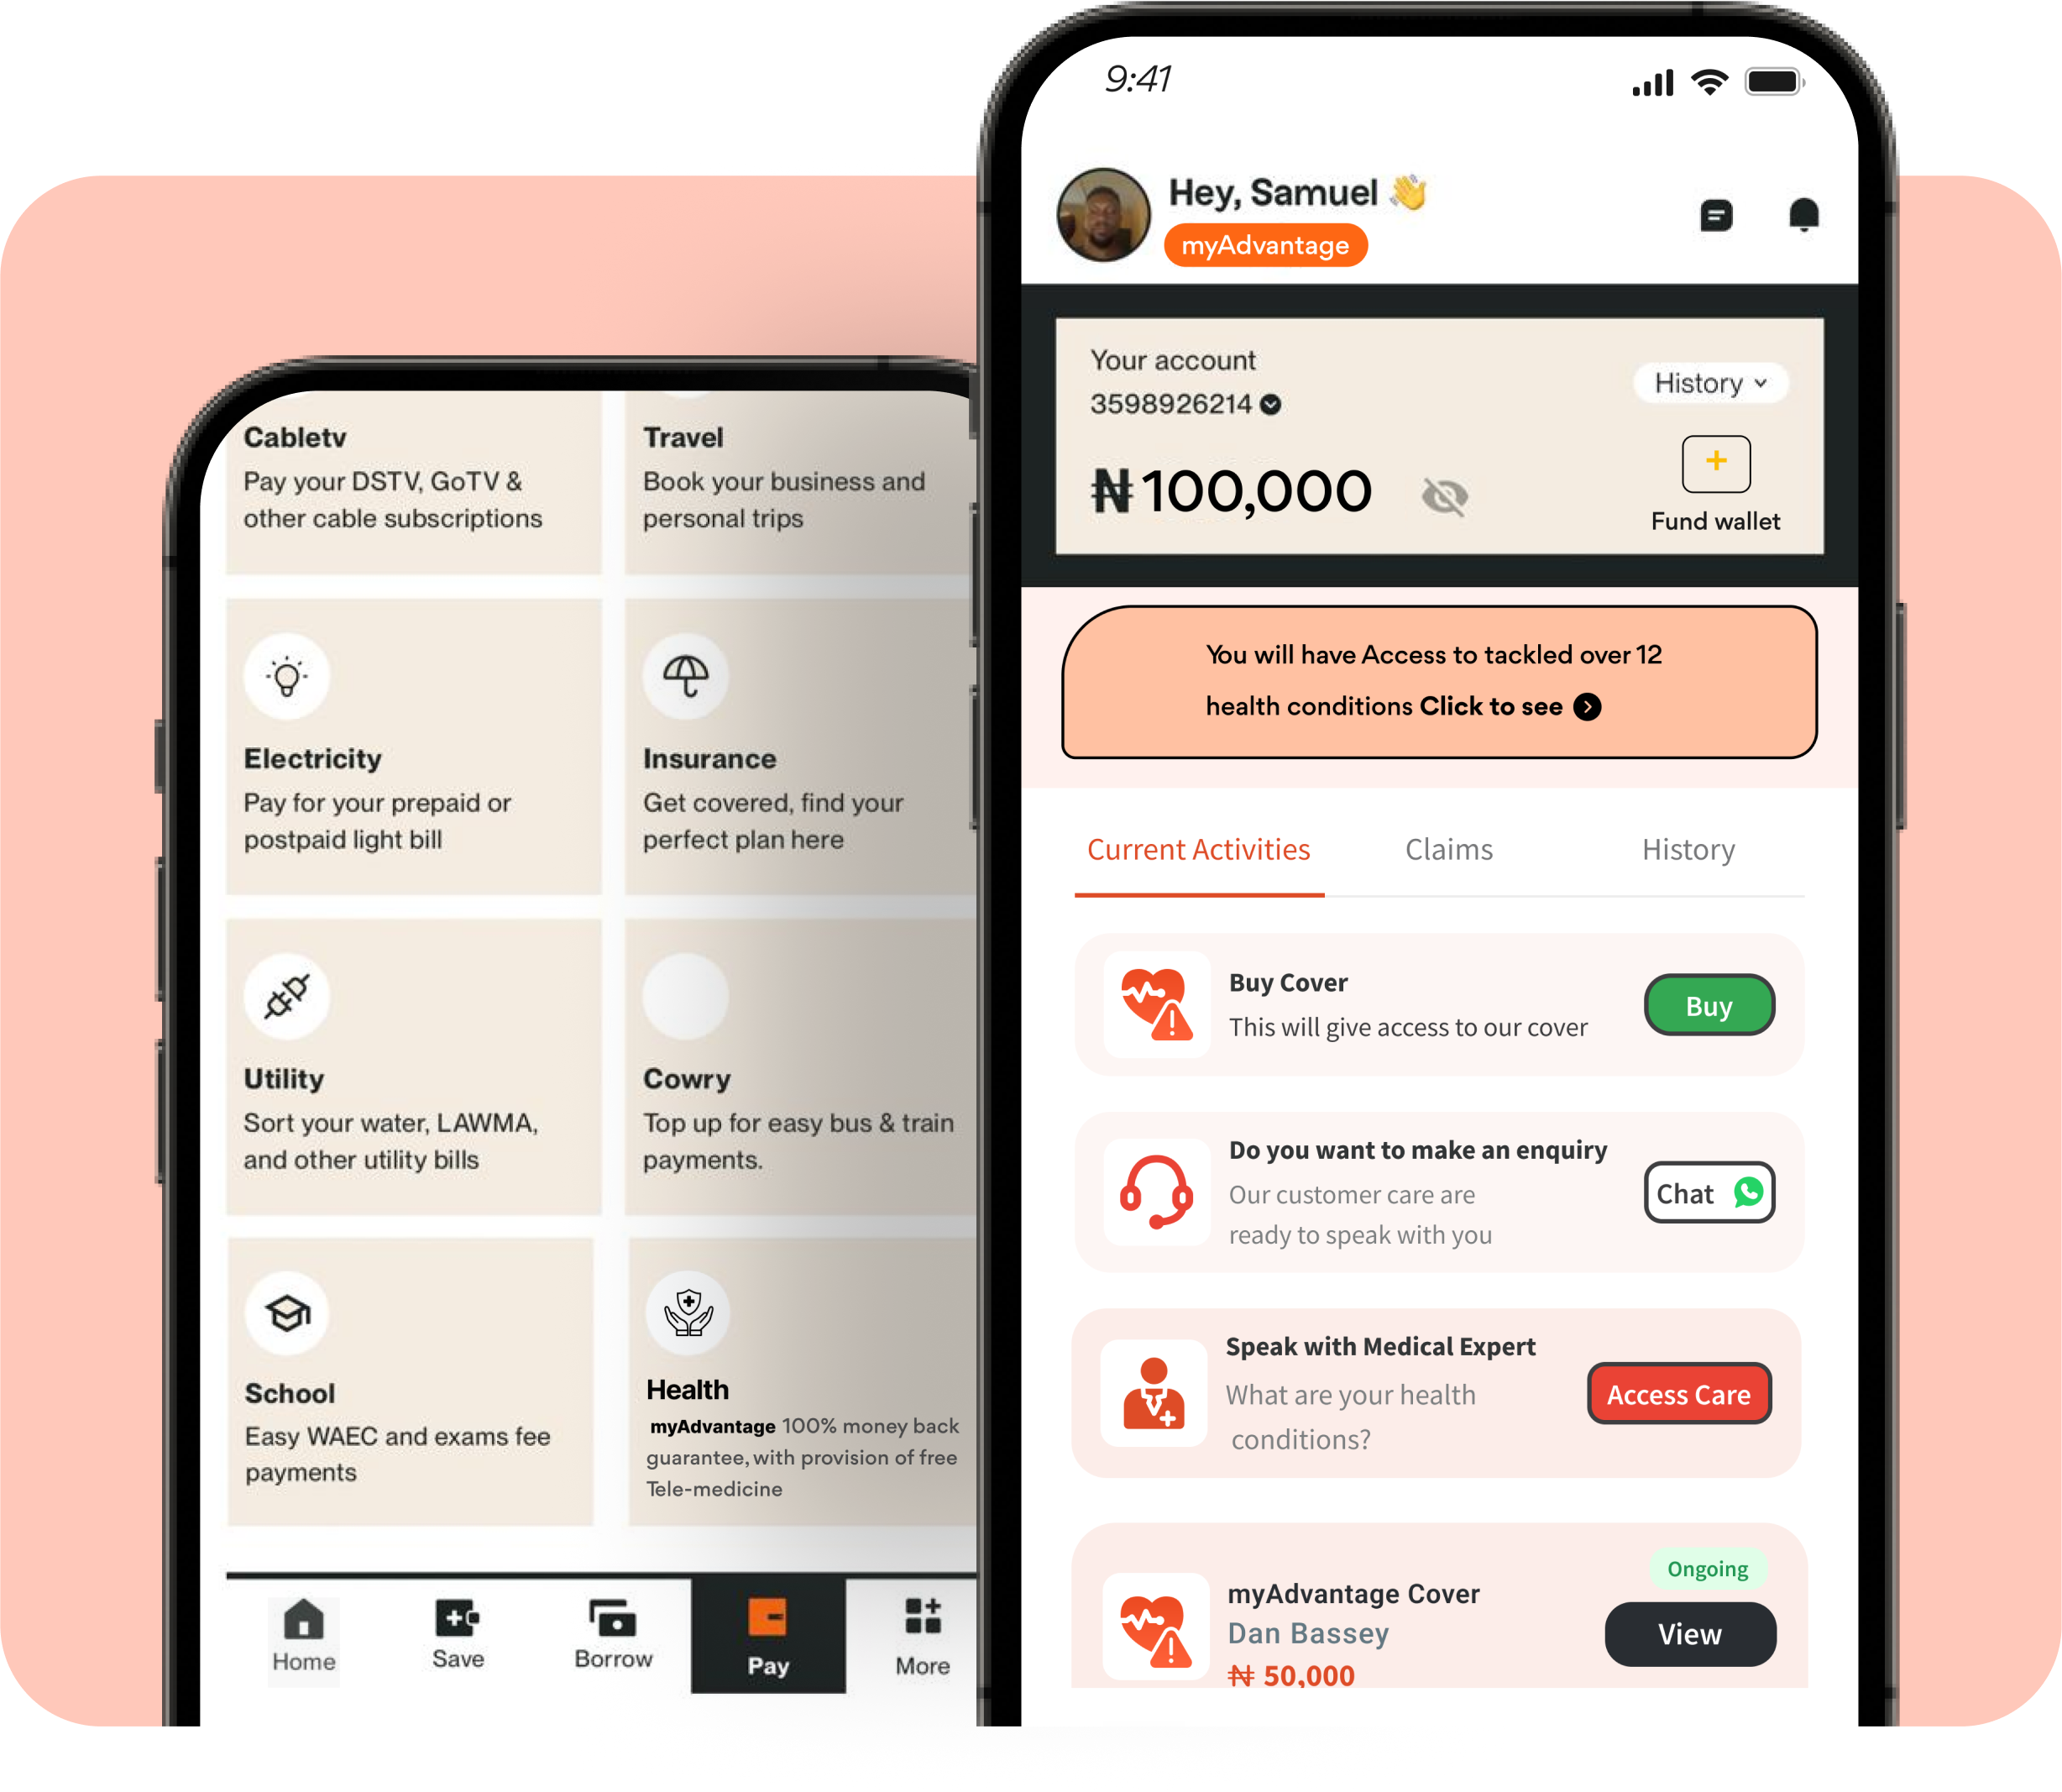 Cabletv
Pay your DSTV, GoTV &
other cable subscriptions
Travel
Book your business and
personal trips
Electricity
Pay for your prepaid or
postpaid light bill
Insurance
Get covered, find your
perfect plan here
Utility
Sort your water, LAWMA,
and other utility bills
Cowry
Top up for easy bus & train
payments.
School
Easy WAEC and exams fee
payments
Health
myAdvantage 100% money back
guarantee, with provision of free
Tele-medicine
Home
Save
Borrow
Pay
More
9:41
Hey, Samuel 👋
myAdvantage
Your account
3598926214
History
₦100,000
Fund wallet
You will have Access to tackled over 12
health conditions Click to see
Current Activities
Claims
History
Buy Cover
This will give access to our cover
Buy
Do you want to make an enquiry
Our customer care are
ready to speak with you
Chat
Speak with Medical Expert
What are your health
conditions?
Access Care
Ongoing
myAdvantage Cover
Dan Bassey
₦ 50,000
View